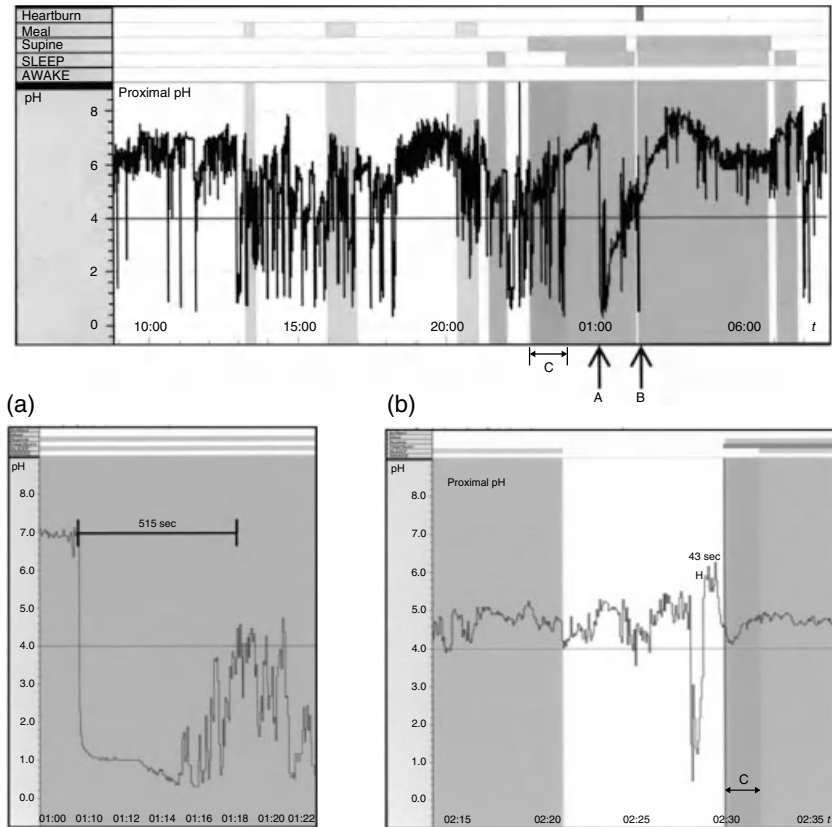 Heartburn
Meal
Supine
SLEEP
AWAKE
pH
Proximal pH
8
6
4
2
0
10:00 15:00 20:00 01:00 06:00 t
C
A B
(a)
pH
8.0
7.0
6.0
5.0
4.0
3.0
2.0
1.0
0.0
515 sec
01:00 01:10 01:12 01:14 01:16 01:18 01:20 01:22
(b)
pH
Proximal pH
8.0
7.0
6.0
5.0
4.0
3.0
2.0
1.0
0.0
43 sec
H
C
02:15 02:20 02:25 02:30 02:35 t